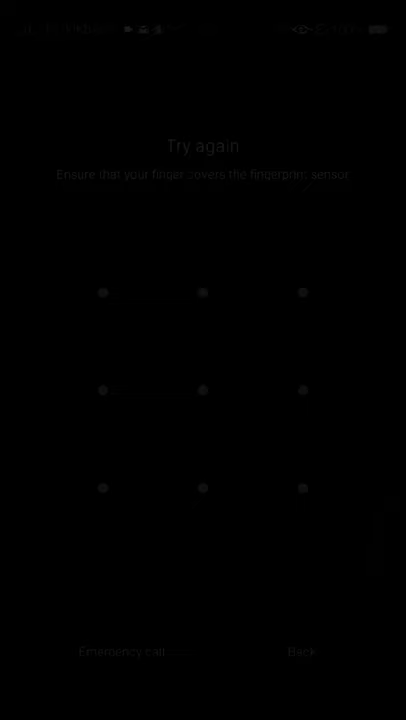 Try again
Ensure that your finger covers the fingerprint sensor
Emergency call
Back